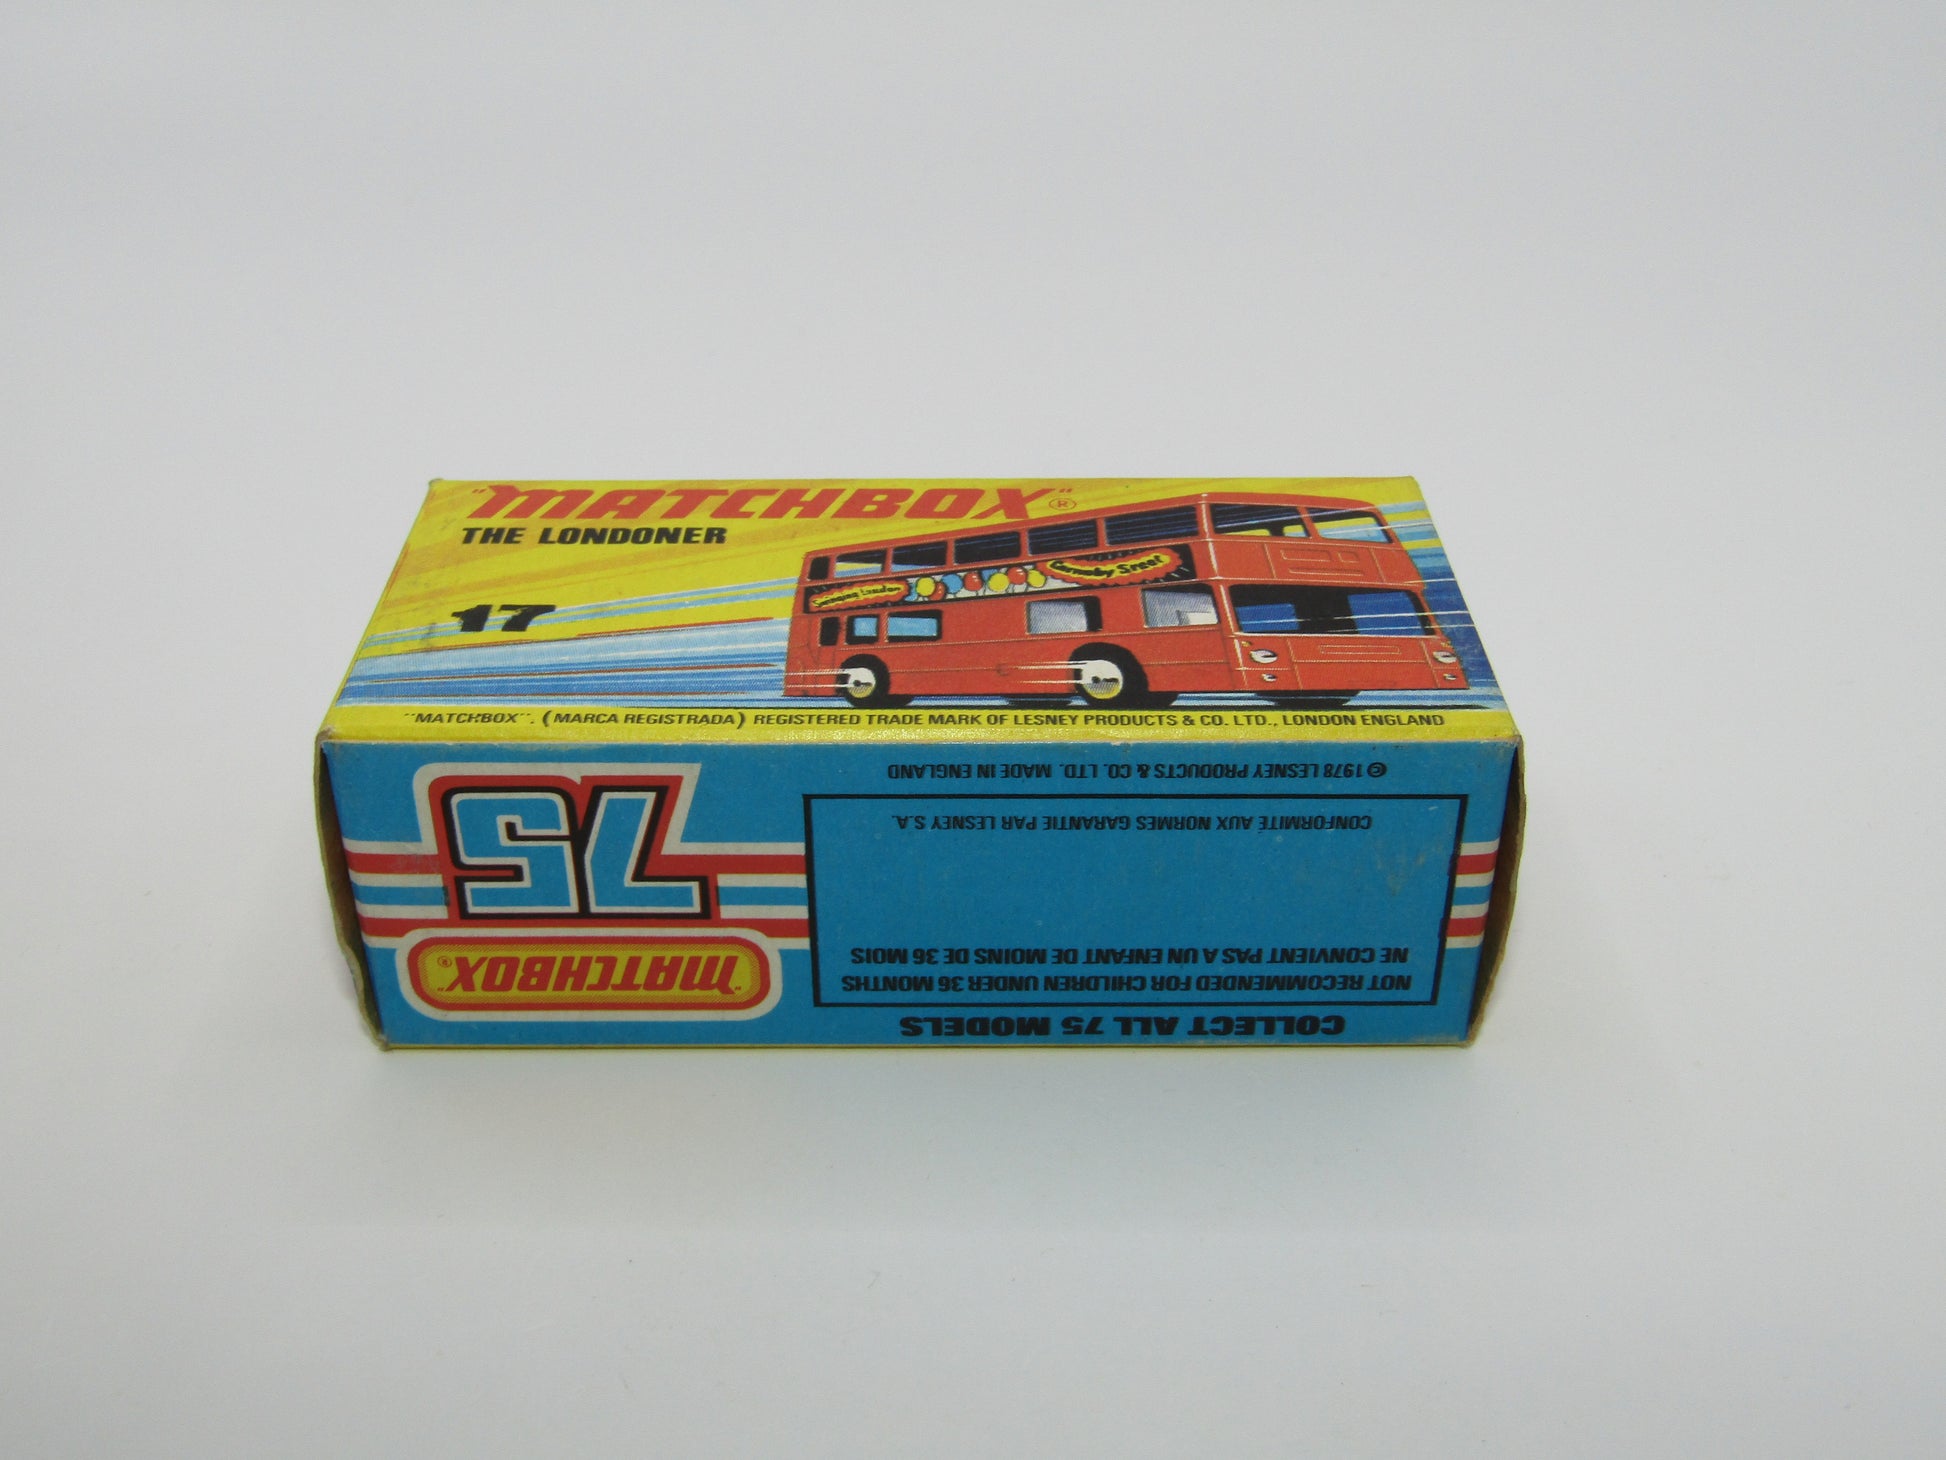 "MATCHBOX"®
THE LONDONER
17
Swinging London
Carnaby Street
"MATCHBOX". (MARCA REGISTRADA) REGISTERED TRADE MARK OF LESNEY PRODUCTS & CO. LTD., LONDON ENGLAND
COLLECT ALL 75 MODELS
NOT RECOMMENDED FOR CHILDREN UNDER 36 MONTHS
NE CONVIENT PAS A UN ENFANT DE MOINS DE 36 MOIS
CONFORMITÉ AUX NORMES GARANTIE PAR LESNEY S.A.
© 1978 LESNEY PRODUCTS & CO. LTD. MADE IN ENGLAND
"MATCHBOX"®
75